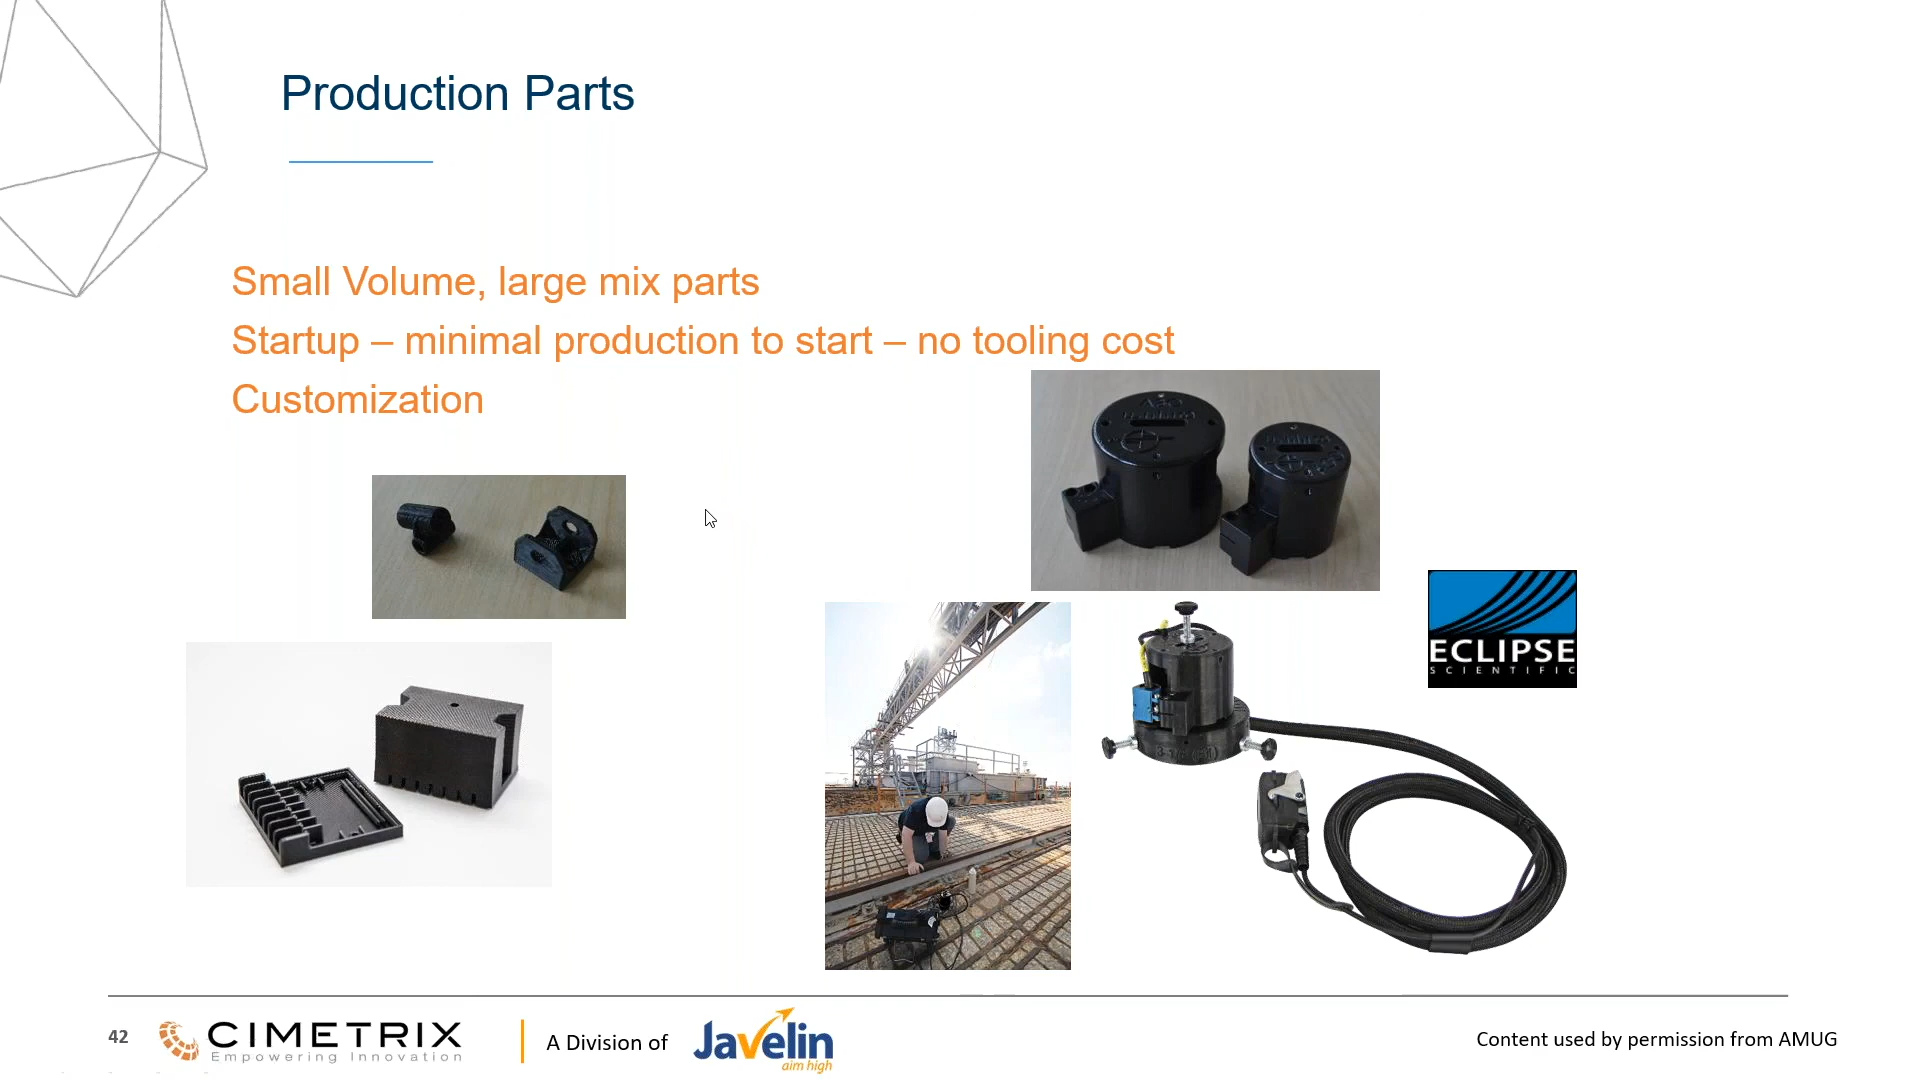 Production Parts
Small Volume, large mix parts
Startup – minimal production to start – no tooling cost
Customization
ECLIPSE
SCIENTIFIC
42
CIMETRIX
Empowering Innovation
A Division of
Javelin
aim high
Content used by permission from AMUG